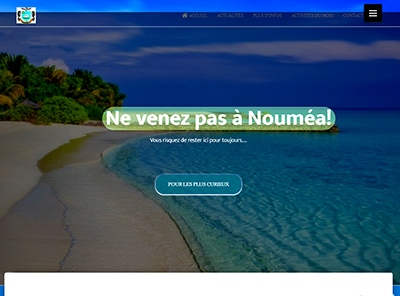 ACCUEIL ACTUALITÉS PLUS D'INFOS ACTIVITÉS DU MOIS CONTACT
Ne venez pas à Nouméa!
Vous risquez de rester ici pour toujours....
POUR LES PLUS CURIEUX